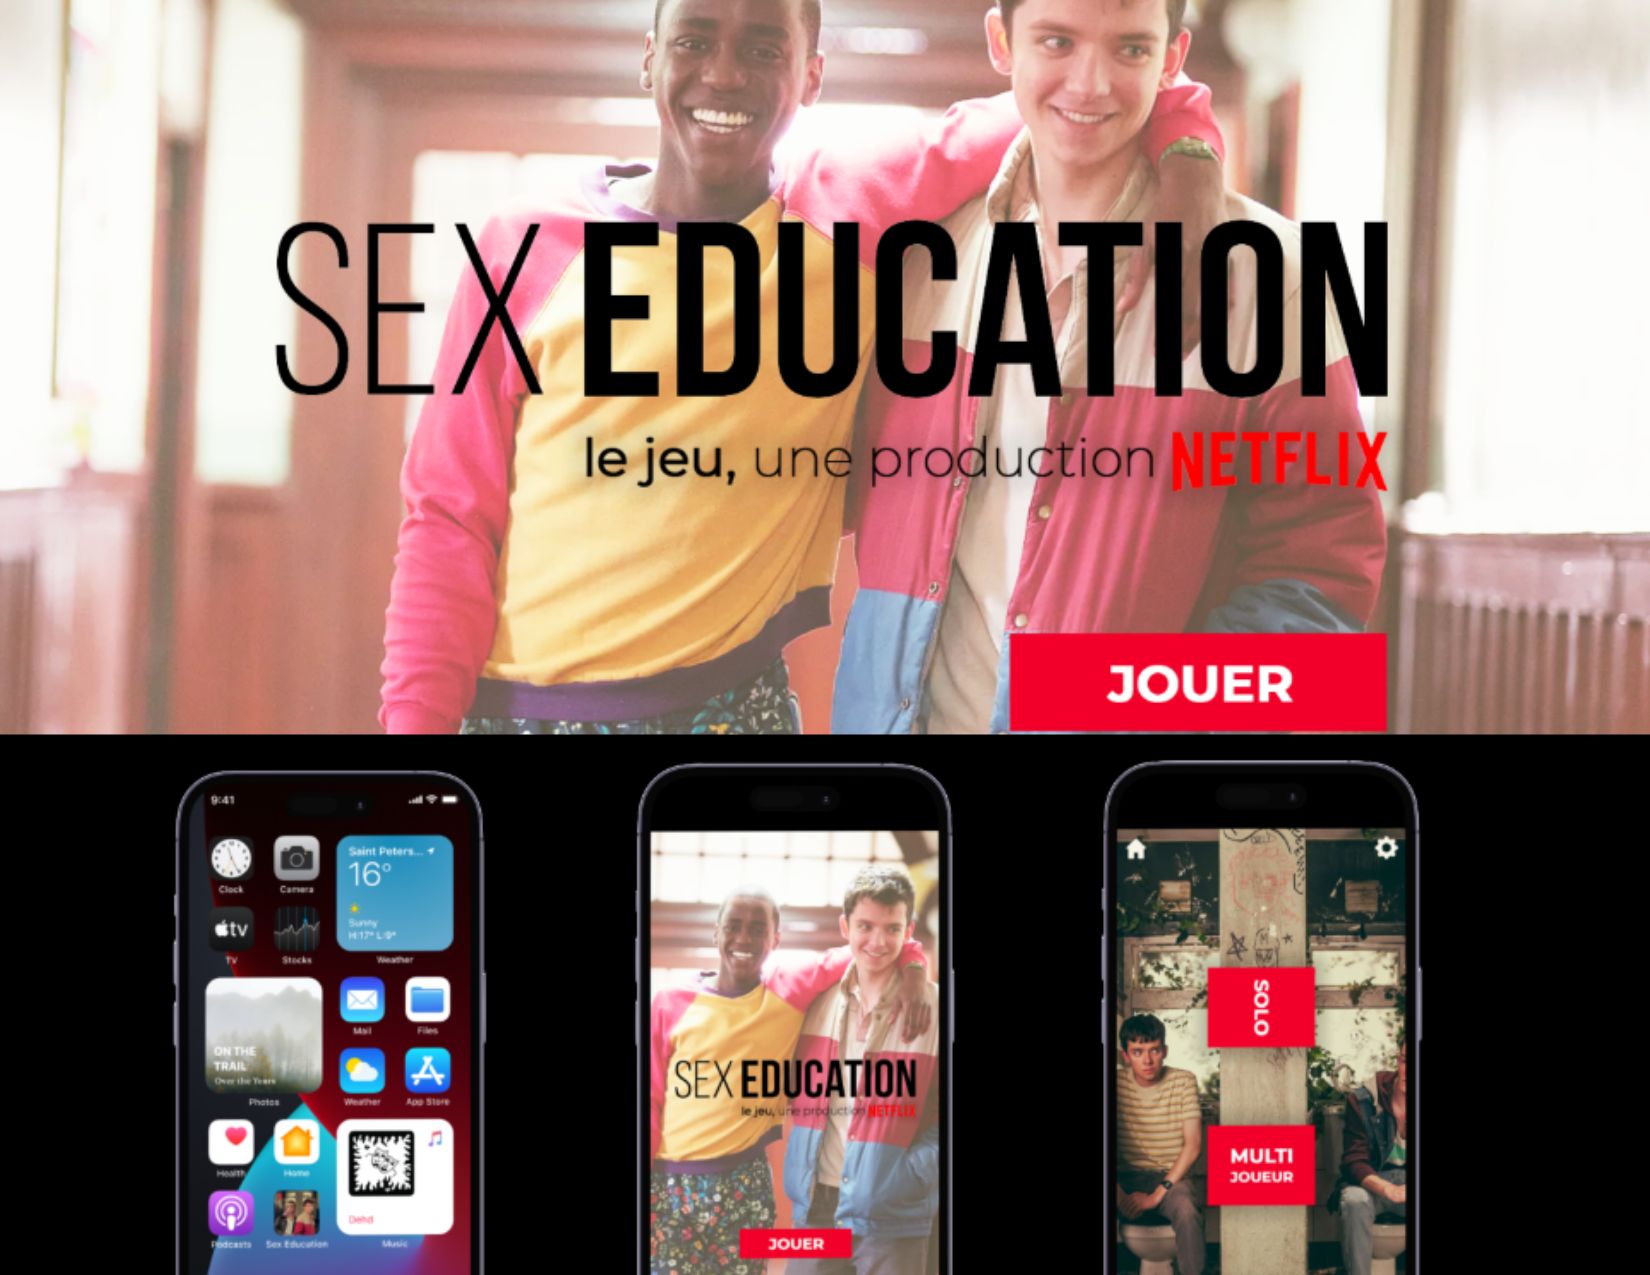 SEX EDUCATION
le jeu, une production NETFLIX
JOUER
9:41
Clock
Camera
Saint Peters...
16°
Sunny
H:17° L:9°
Weather
tv
TV
Stocks
ON THE
TRAIL
Over the Years
Photos
Mail
Files
Weather
App Store
Health
Home
Dehd
Music
Podcasts
Sex Education
SEX EDUCATION
le jeu, une production NETFLIX
JOUER
SOLO
MULTI
JOUEUR